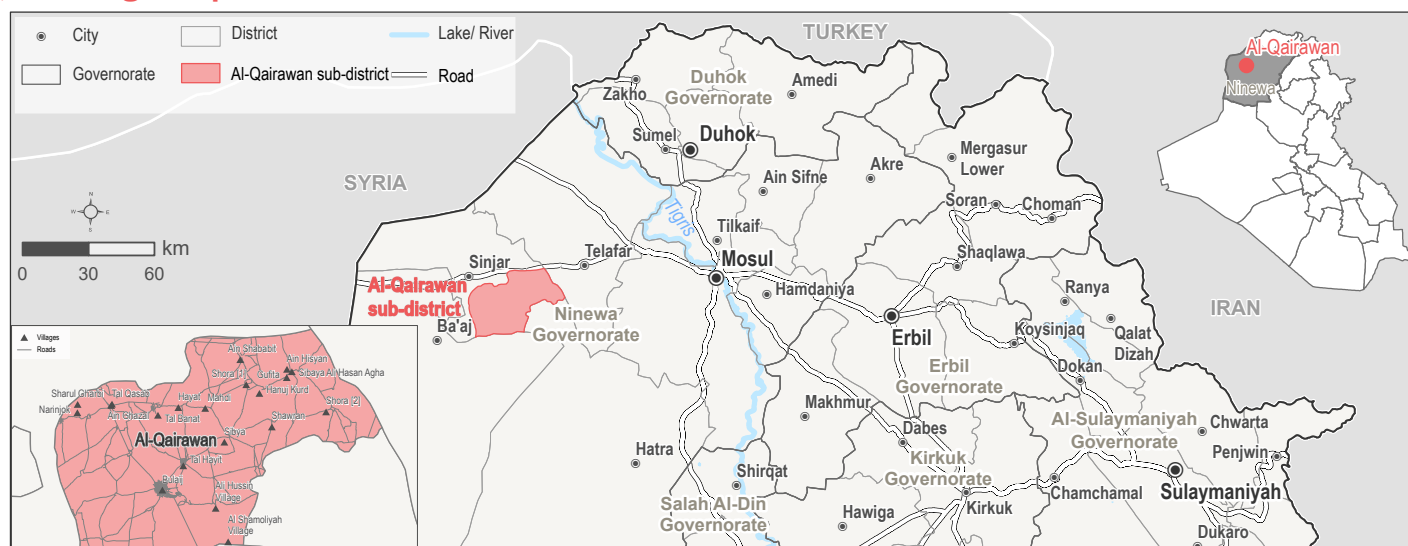 City
District
Lake/ River
Governorate
Al-Qairawan sub-district
Road
TURKEY
SYRIA
IRAN
Al-Qairawan
Ninewa
N
W
E
S
km
0
30
60
Duhok
Governorate
Amedi
Zakho
Sumel
Duhok
Mergasur
Lower
Akre
Ain Sifne
Soran
Choman
Tigris
Tilkaif
Shaqlawa
Telafar
Mosul
Sinjar
Al-Qairawan
sub-district
Hamdaniya
Ranya
Ninewa
Governorate
Ba'aj
Erbil
Koysinjaq
Qalat
Dizah
Erbil
Governorate
Dokan
Makhmur
Al-Sulaymaniyah
Governorate
Chwarta
Dabes
Hatra
Kirkuk
Governorate
Penjwin
Shirqat
Chamchamal
Sulaymaniyah
Salah Al-Din
Governorate
Kirkuk
Hawiga
Dukaro
Villages
Roads
Ain Shababit
Ain Hisyan
Shora [1]
Gufita
Sibaya Ali Hasan Agha
Sharul Gharbi
Tal Qasab
Hayat
Mahdi
Hanuj Kurd
Narinjok
Ain Ghazal
Tal Banat
Shawran
Shora [2]
Al-Qairawan
Sibya
Tal Hayit
Bulaij
Ali Hussin
Village
Al Shamoliyah
Village